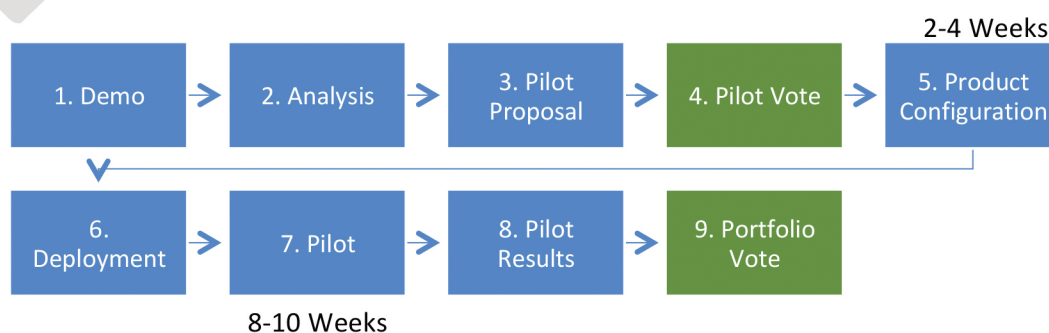 2-4 Weeks
1. Demo
2. Analysis
3. Pilot
Proposal
4. Pilot Vote
5. Product
Configuration
6.
Deployment
7. Pilot
8. Pilot
Results
9. Portfolio
Vote
8-10 Weeks